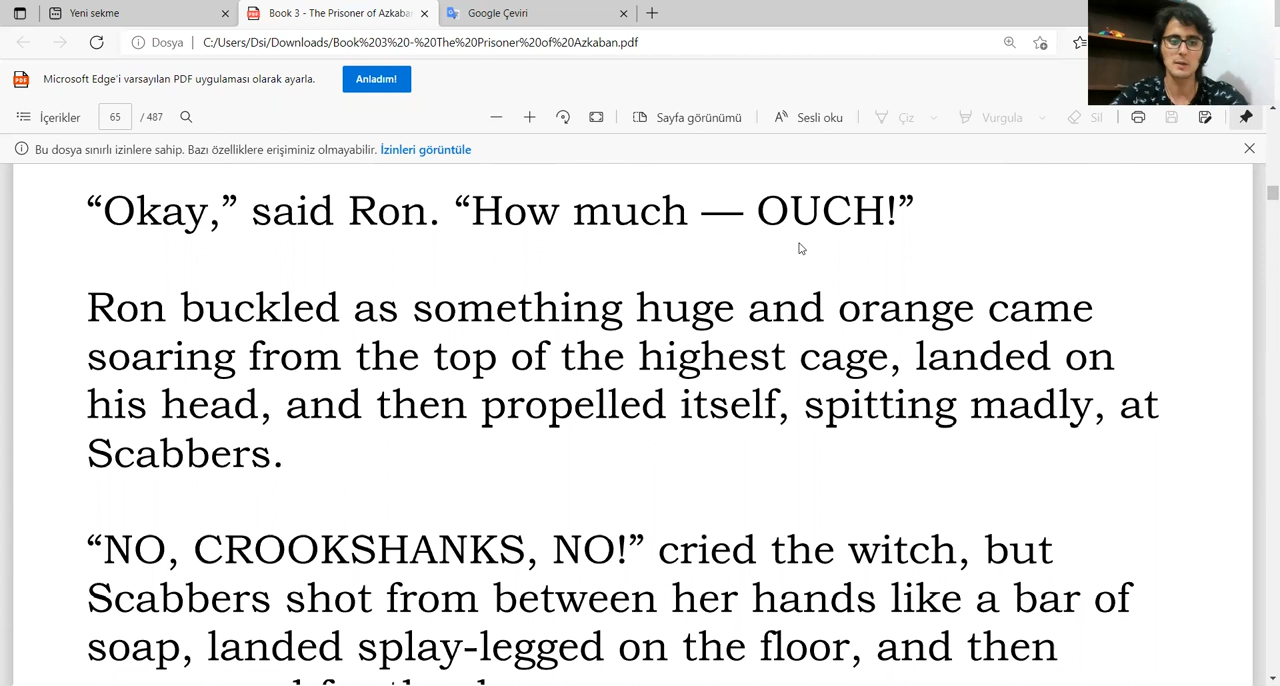 Yeni sekme
Book 3 - The Prisoner of Azkaban
Google Çeviri
Dosya
C:/Users/Dsi/Downloads/Book%203%20-%20The%20Prisoner%20of%20Azkaban.pdf
Microsoft Edge'i varsayılan PDF uygulaması olarak ayarla.
Anladım!
İçerikler 65 / 487 Sayfa görünümü Sesli oku Çiz Vurgula Sil
Bu dosya sınırlı izinlere sahip. Bazı özelliklere erişiminiz olmayabilir. İzinleri görüntüle
“Okay,” said Ron. “How much — OUCH!”
Ron buckled as something huge and orange came
soaring from the top of the highest cage, landed on
his head, and then propelled itself, spitting madly, at
Scabbers.
“NO, CROOKSHANKS, NO!” cried the witch, but
Scabbers shot from between her hands like a bar of
soap, landed splay-legged on the floor, and then